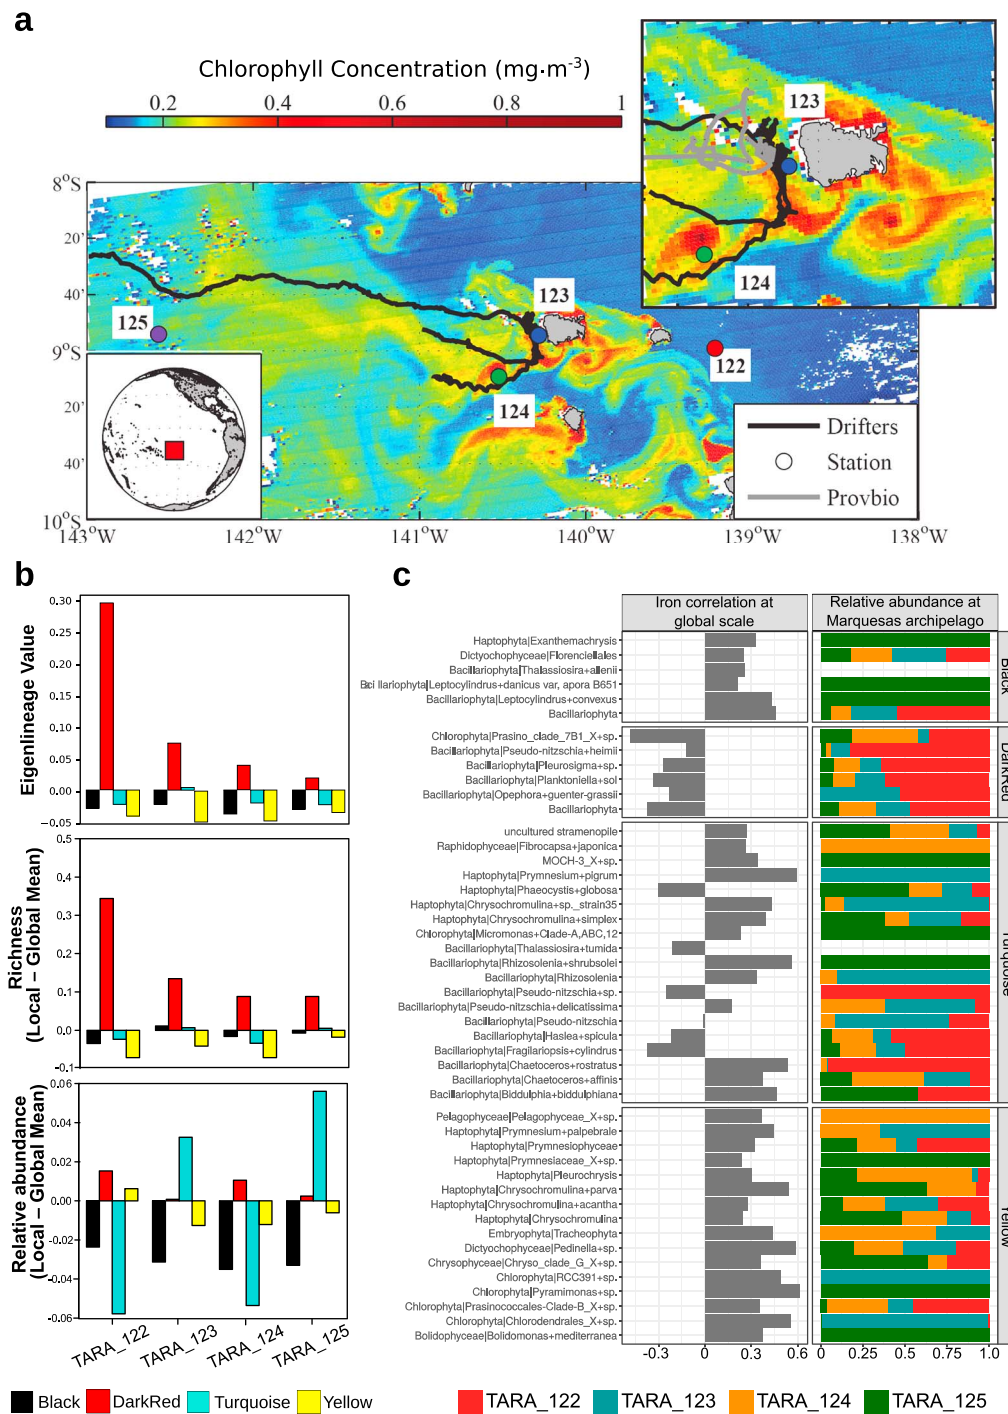 a
Chlorophyll Concentration (mg·m-3)
0.2 0.4 0.6 0.8 1
123
124
8°S
20'
40'
9°S
20'
40'
10°S
143°W 142°W 141°W 140°W 139°W 138°W
125
123
124
122
Drifters
Station
Provbio
b
Eigenlineage Value
0.30
0.25
0.20
0.15
0.10
0.05
0.00
−0.05
Richness
(Local − Global Mean)
0.5
0.4
0.3
0.2
0.1
0.0
-0.1
Relative abundance
(Local − Global Mean)
0.06
0.04
0.02
0.00
-0.02
-0.04
-0.06
TARA_122 TARA_123 TARA_124 TARA_125
Black DarkRed Turquoise Yellow
c
Iron correlation at
global scale
Relative abundance at
Marquesas archipelago
Black
Haptophyta|Exanthemachrysis
Dictyochophyceae|Florenciellales
Bacillariophyta|Thalassiosira+allenii
Bacillariophyta|Leptocylindrus+danicus var, apora B651
Bacillariophyta|Leptocylindrus+convexus
Bacillariophyta
DarkRed
Chlorophyta|Prasino_clade_7B1_X+sp.
Bacillariophyta|Pseudo-nitzschia+heimii
Bacillariophyta|Pleurosigma+sp.
Bacillariophyta|Planktoniella+sol
Bacillariophyta|Opephora+guenter-grassii
Bacillariophyta
Turquoise
uncultured stramenopile
Raphidophyceae|Fibrocapsa+japonica
MOCH-3_X+sp.
Haptophyta|Prymnesium+pigrum
Haptophyta|Phaeocystis+globosa
Haptophyta|Chrysochromulina+sp._strain35
Haptophyta|Chrysochromulina+simplex
Chlorophyta|Micromonas+Clade-A,ABC,12
Bacillariophyta|Thalassiosira+tumida
Bacillariophyta|Rhizosolenia+shrubsolei
Bacillariophyta|Rhizosolenia
Bacillariophyta|Pseudo-nitzschia+sp.
Bacillariophyta|Pseudo-nitzschia+delicatissima
Bacillariophyta|Pseudo-nitzschia
Bacillariophyta|Haslea+spicula
Bacillariophyta|Fragilariopsis+cylindrus
Bacillariophyta|Chaetoceros+rostratus
Bacillariophyta|Chaetoceros+affinis
Bacillariophyta|Biddulphia+biddulphiana
Yellow
Pelagophyceae|Pelagophyceae_X+sp.
Haptophyta|Prymnesium+palpebrale
Haptophyta|Prymnesiophyceae
Haptophyta|Prymnesiaceae_X+sp.
Haptophyta|Pleurochrysis
Haptophyta|Chrysochromulina+parva
Haptophyta|Chrysochromulina+acantha
Haptophyta|Chrysochromulina
Embryophyta|Tracheophyta
Dictyochophyceae|Pedinella+sp.
Chrysophyceae|Chryso_clade_G_X+sp.
Chlorophyta|RCC391+sp.
Chlorophyta|Pyramimonas+sp.
Chlorophyta|Prasinococcales-Clade-B_X+sp.
Chlorophyta|Chlorodendrales_X+sp.
Bolidophyceae|Bolidomonas+mediterranea
-0.3 0 0.3 0.6 0 0.25 0.5 0.75 1.0
TARA_122 TARA_123 TARA_124 TARA_125